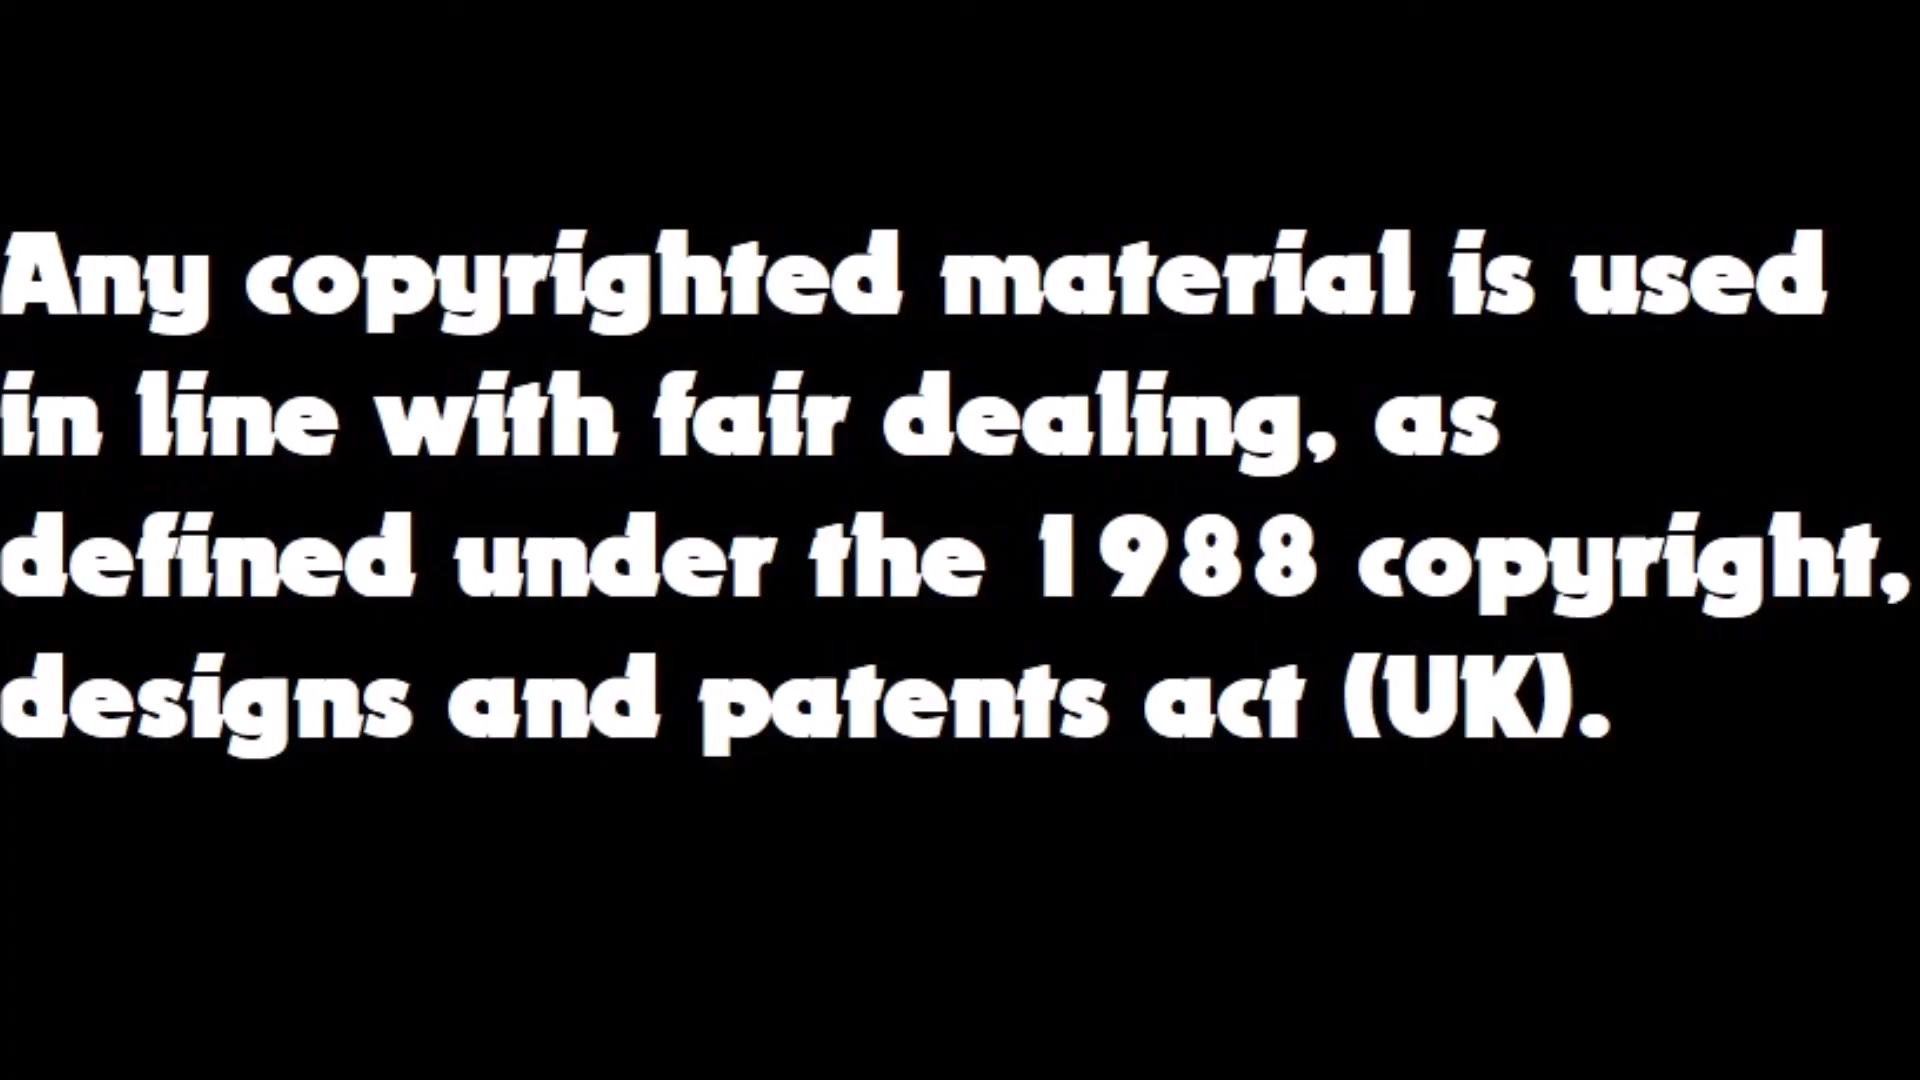 Any copyrighted material is used
in line with fair dealing, as
defined under the 1988 copyright,
designs and patents act (UK).